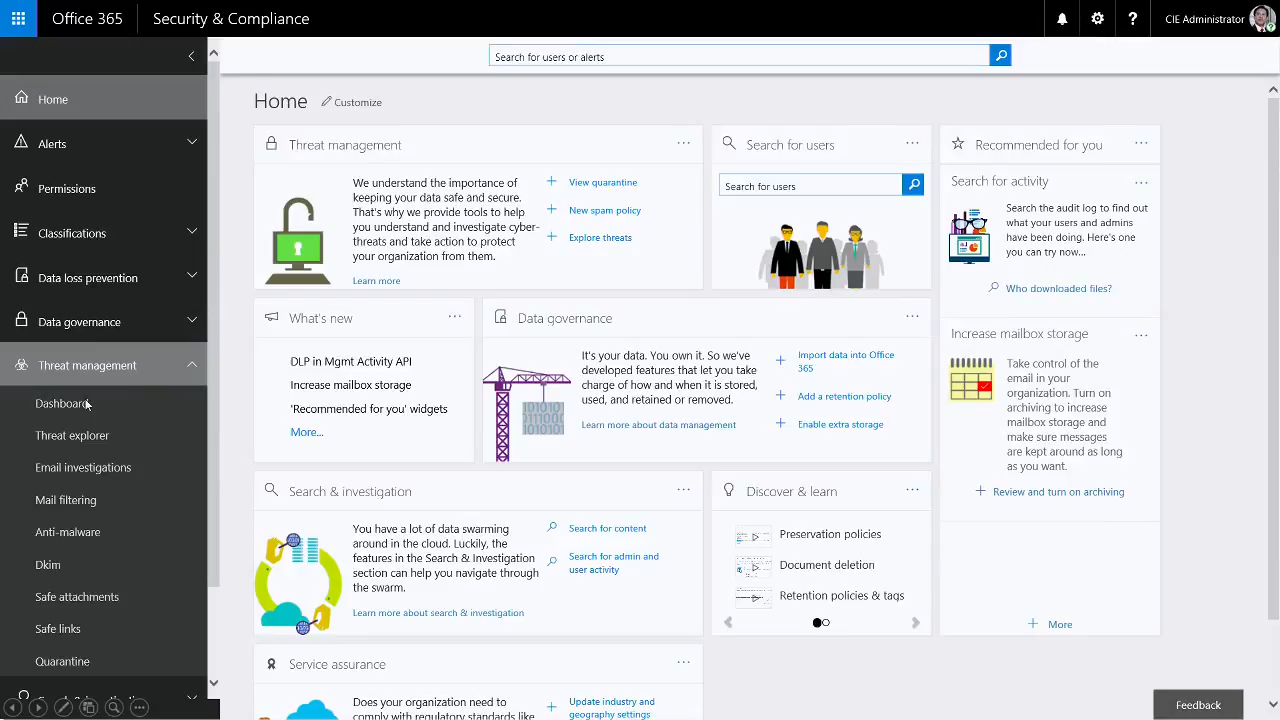 Office 365
Security & Compliance
?
CIE Administrator
Search for users or alerts
Home
Alerts
Permissions
Classifications
Data loss prevention
Data governance
Threat management
Dashboard
Threat explorer
Email investigations
Mail filtering
Anti-malware
Dkim
Safe attachments
Safe links
Quarantine
Home
Customize
Threat management
We understand the importance of
keeping your data safe and secure.
That's why we provide tools to help
you understand and investigate cyber-
threats and take action to protect
your organization from them.
Learn more
View quarantine
New spam policy
Explore threats
Search for users
Search for users
Recommended for you
Search for activity
Search the audit log to find out
what your users and admins
have been doing. Here's one
you can try now...
Who downloaded files?
Increase mailbox storage
Take control of the
email in your
organization. Turn on
archiving to increase
mailbox storage and
make sure messages
are kept around as long
as you want.
Review and turn on archiving
More
What's new
DLP in Mgmt Activity API
Increase mailbox storage
'Recommended for you' widgets
More...
Data governance
It's your data. You own it. So we've
developed features that let you take
charge of how and when it is stored,
used, and retained or removed.
Learn more about data management
Import data into Office
365
Add a retention policy
Enable extra storage
Search & investigation
You have a lot of data swarming
around in the cloud. Luckily, the
features in the Search & Investigation
section can help you navigate through
the swarm.
Learn more about search & investigation
Search for content
Search for admin and
user activity
Discover & learn
Preservation policies
Document deletion
Retention policies & tags
Service assurance
Does your organization need to
comply with regulatory standards like
Update industry and
geography settings
Feedback